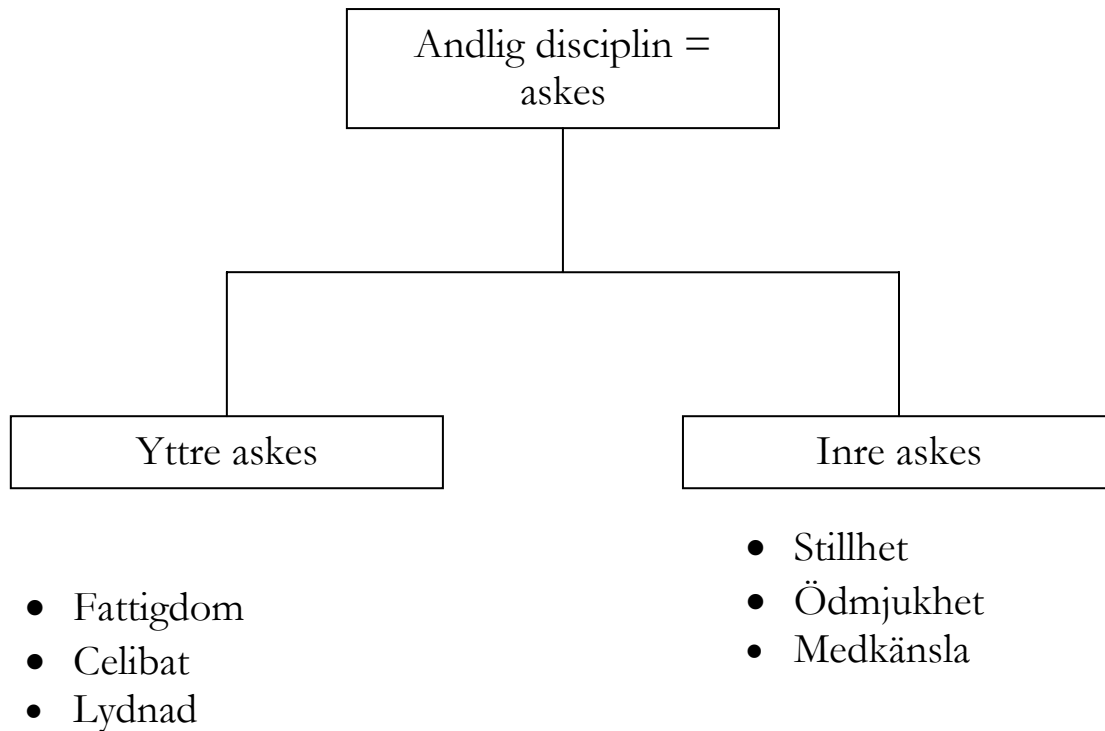 Andlig disciplin =
askes
Yttre askes
Inre askes
• Fattigdom
• Celibat
• Lydnad
• Stillhet
• Ödmjukhet
• Medkänsla